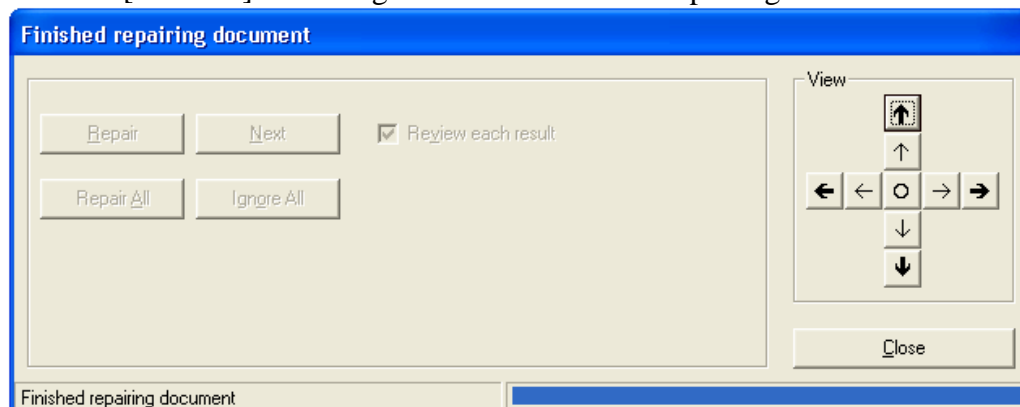 Finished repairing document
View
Repair Next Review each result
Repair All Ignore All
Close
Finished repairing document